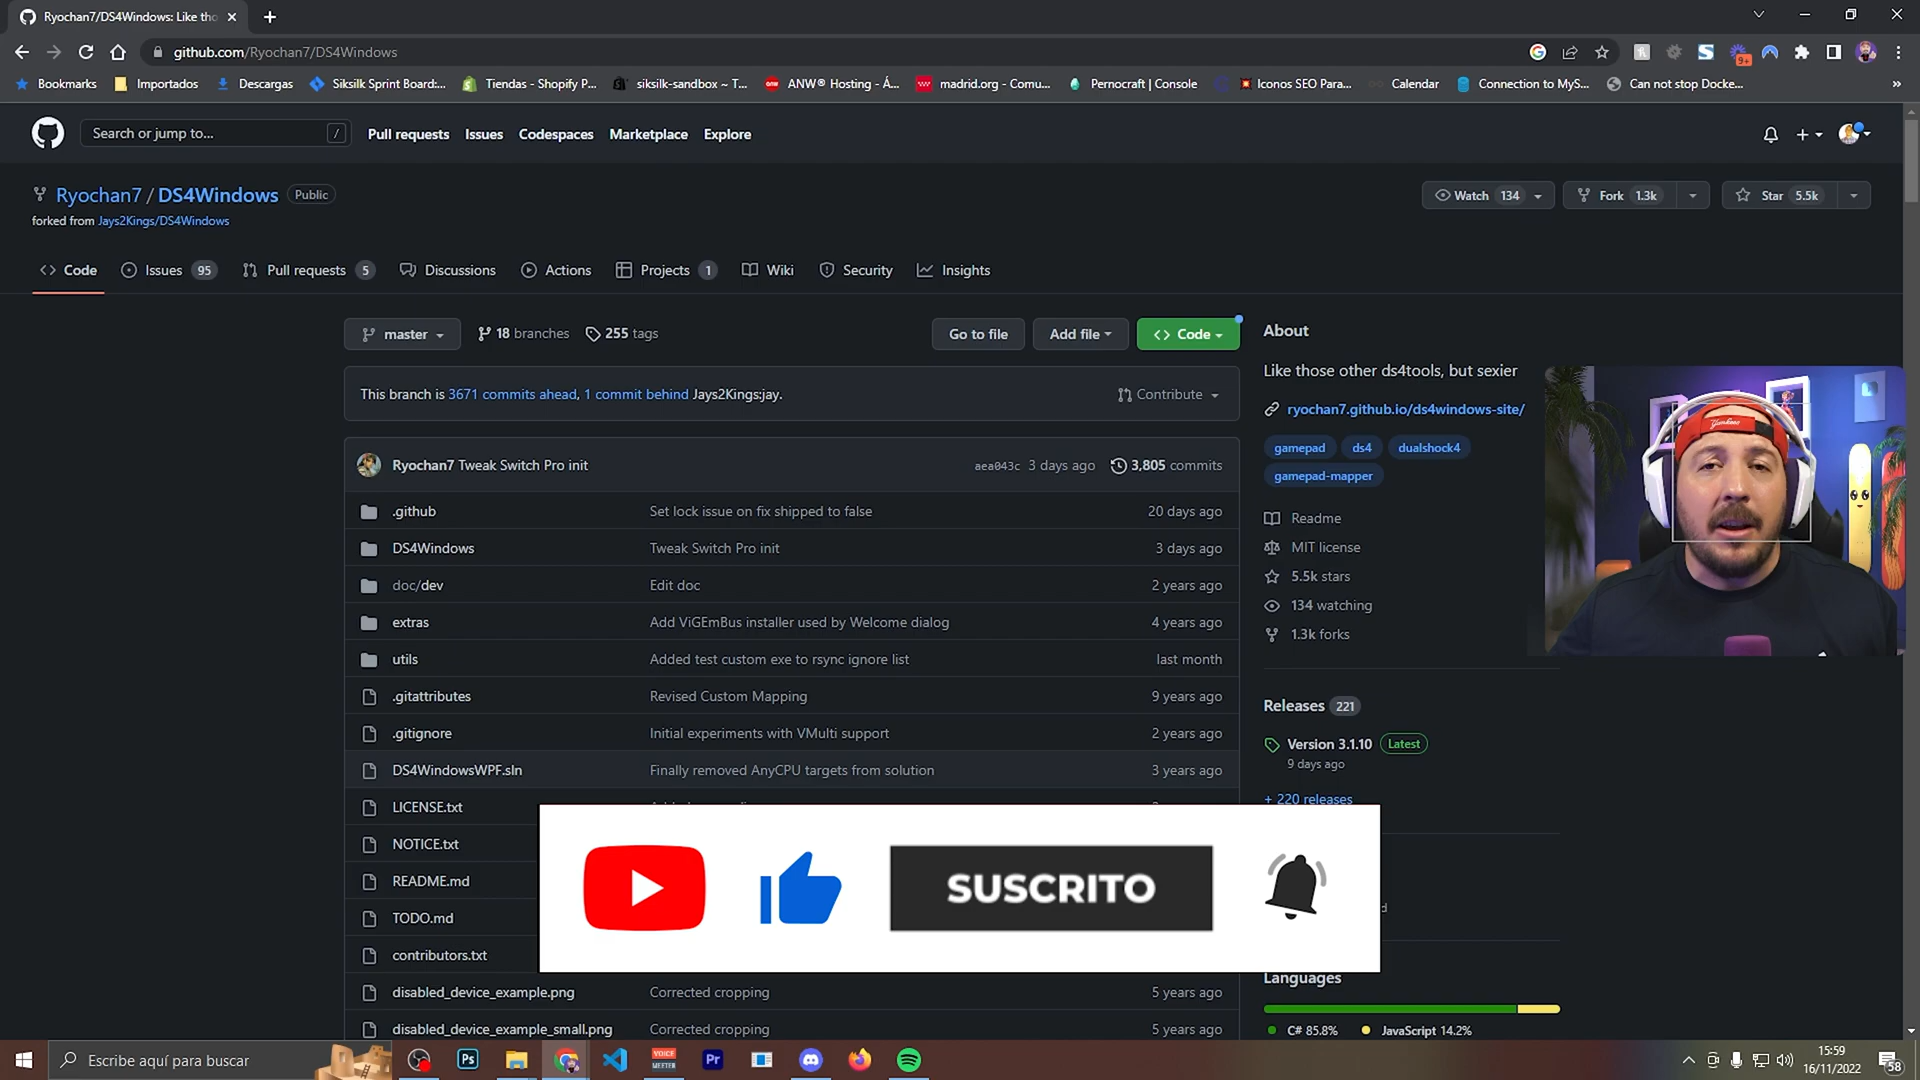 Ryochan7/DS4Windows: Like tho
github.com/Ryochan7/DS4Windows
9+
Bookmarks
Importados
Descargas
Siksilk Sprint Board:...
Tiendas - Shopify P...
siksilk-sandbox ~ T...
ANW® Hosting - Á...
madrid.org - Comu...
Pernocraft | Console
Iconos SEO Para...
Calendar
Connection to MyS...
Can not stop Docke...
»
Search or jump to...
/
Pull requests
Issues
Codespaces
Marketplace
Explore
Ryochan7 / DS4Windows
Public
forked from Jays2Kings/DS4Windows
Watch 134
Fork 1.3k
Star 5.5k
Code
Issues 95
Pull requests 5
Discussions
Actions
Projects 1
Wiki
Security
Insights
master
18 branches
255 tags
Go to file
Add file
Code
This branch is 3671 commits ahead, 1 commit behind Jays2Kings:jay.
Contribute
Ryochan7 Tweak Switch Pro init
aea043c 3 days ago
3,805 commits
.github Set lock issue on fix shipped to false 20 days ago
DS4Windows Tweak Switch Pro init 3 days ago
doc/dev Edit doc 2 years ago
extras Add ViGEmBus installer used by Welcome dialog 4 years ago
utils Added test custom exe to rsync ignore list last month
.gitattributes Revised Custom Mapping 9 years ago
.gitignore Initial experiments with VMulti support 2 years ago
DS4WindowsWPF.sln Finally removed AnyCPU targets from solution 3 years ago
LICENSE.txt
NOTICE.txt
README.md
TODO.md
contributors.txt
disabled_device_example.png Corrected cropping 5 years ago
disabled_device_example_small.png Corrected cropping 5 years ago
About
Like those other ds4tools, but sexier
ryochan7.github.io/ds4windows-site/
gamepad
ds4
dualshock4
gamepad-mapper
Readme
MIT license
5.5k stars
134 watching
1.3k forks
Releases 221
Version 3.1.10 Latest
9 days ago
+ 220 releases
Languages
C# 85.8%
JavaScript 14.2%
Yankees
SUSCRITO
Escribe aquí para buscar
Ps
VOICE
MEETER
Pr
15:59
16/11/2022
58